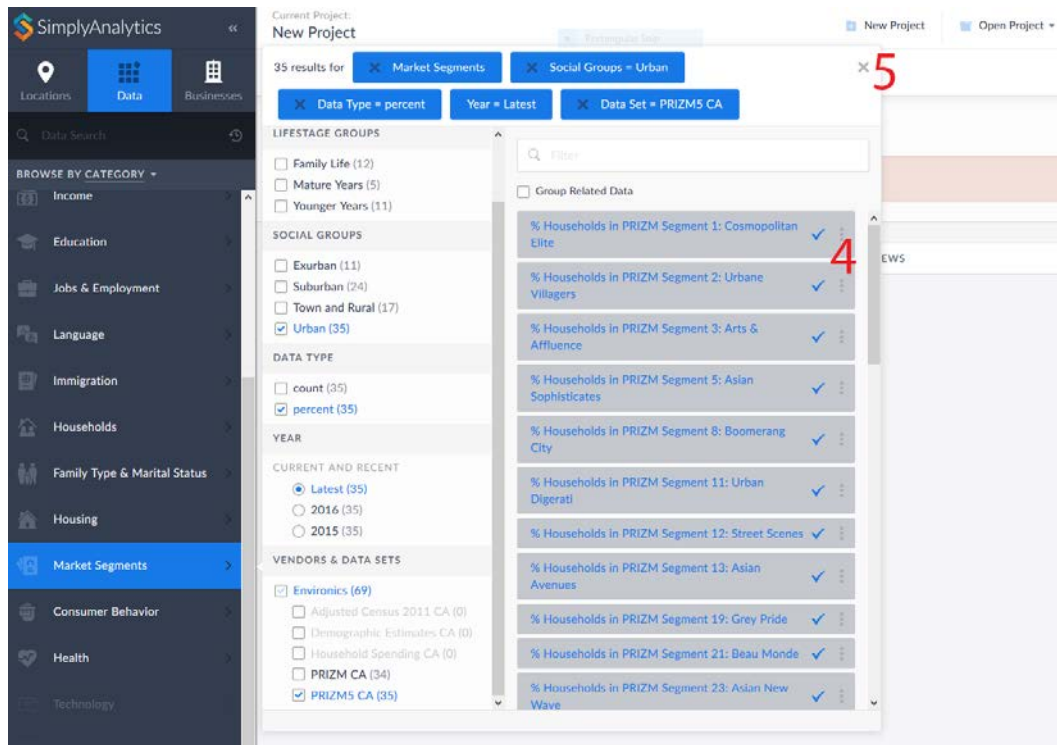 SimplyAnalytics
«
Current Project:
New Project
New Project
Open Project
Locations
Data
Businesses
35 results for
Market Segments
Social Groups = Urban
5
Data Type = percent
Year = Latest
Data Set = PRIZM5 CA
Data Search
BROWSE BY CATEGORY
Income
Education
Jobs & Employment
Language
Immigration
Households
Family Type & Marital Status
Housing
Market Segments
Consumer Behavior
Health
Technology
LIFESTAGE GROUPS
Family Life (12)
Mature Years (5)
Younger Years (11)
SOCIAL GROUPS
Exurban (11)
Suburban (24)
Town and Rural (17)
Urban (35)
DATA TYPE
count (35)
percent (35)
YEAR
CURRENT AND RECENT
Latest (35)
2016 (35)
2015 (35)
VENDORS & DATA SETS
Environics (69)
Adjusted Census 2011 CA (0)
Demographic Estimates CA (0)
Household Spending CA (0)
PRIZM CA (34)
PRIZM5 CA (35)
Filter
Group Related Data
% Households in PRIZM Segment 1: Cosmopolitan
Elite
4
EWS
% Households in PRIZM Segment 2: Urbane
Villagers
% Households in PRIZM Segment 3: Arts &
Affluence
% Households in PRIZM Segment 5: Asian
Sophisticates
% Households in PRIZM Segment 8: Boomerang
City
% Households in PRIZM Segment 11: Urban
Digerati
% Households in PRIZM Segment 12: Street Scenes
% Households in PRIZM Segment 13: Asian
Avenues
% Households in PRIZM Segment 19: Grey Pride
% Households in PRIZM Segment 21: Beau Monde
% Households in PRIZM Segment 23: Asian New
Wave